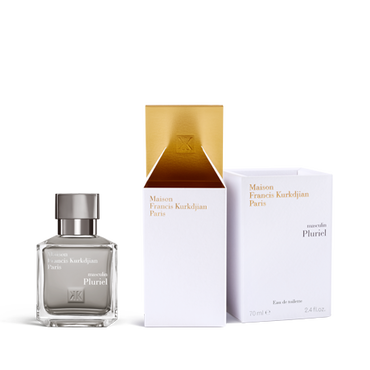 Maison
Francis Kurkdjian
Paris
masculin
Pluriel
Maison
Francis Kurkdjian
Paris
Maison
Francis Kurkdjian
Paris
masculin
Pluriel
Eau de toilette
70 ml e 2.4 fl.oz.